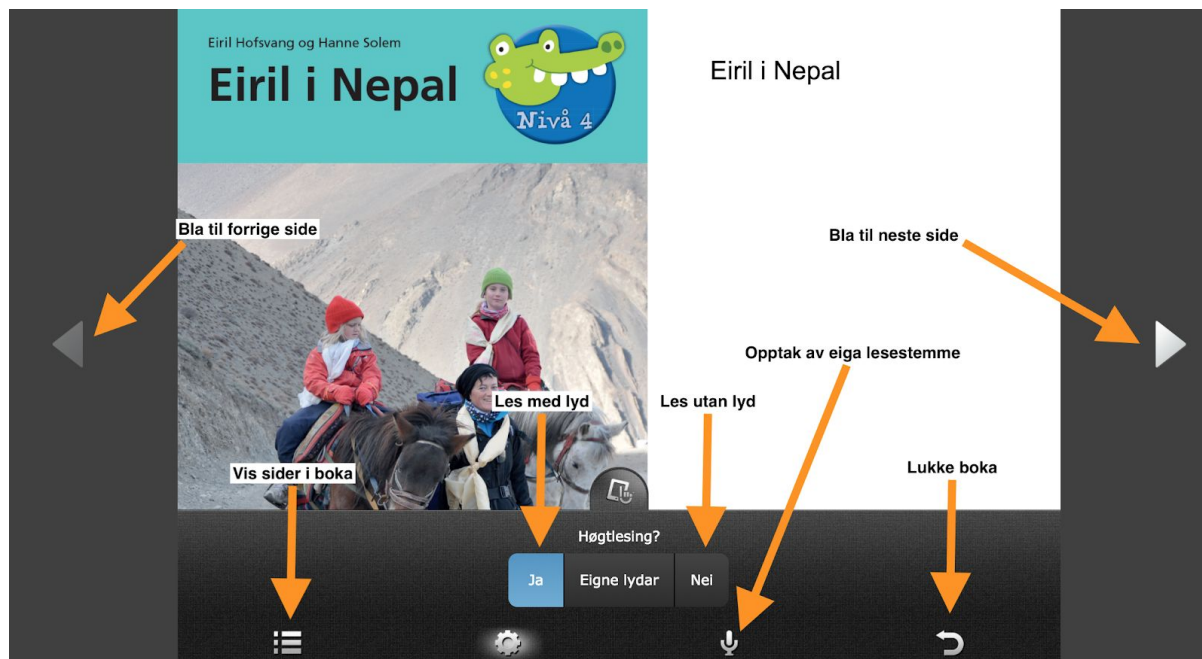 Eiril Hofsvang og Hanne Solem
Eiril i Nepal
Nivå 4
Eiril i Nepal
Bla til forrige side
Bla til neste side
Opptak av eiga lesestemme
Les med lyd
Les utan lyd
Vis sider i boka
Lukke boka
Høgtlesing?
Ja
Eigne lydar
Nei